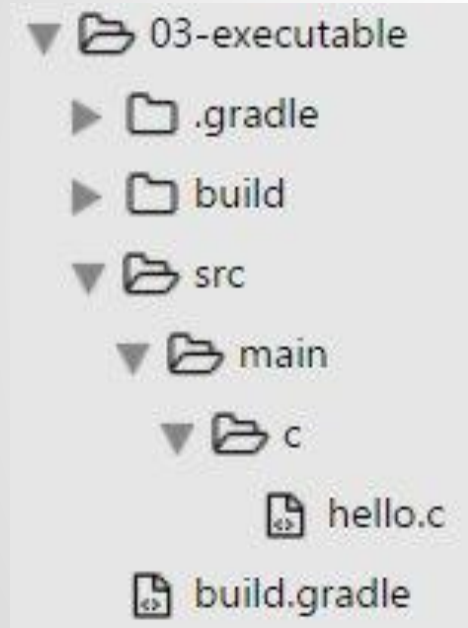 03-executable
.gradle
build
src
main
c
hello.c
build.gradle